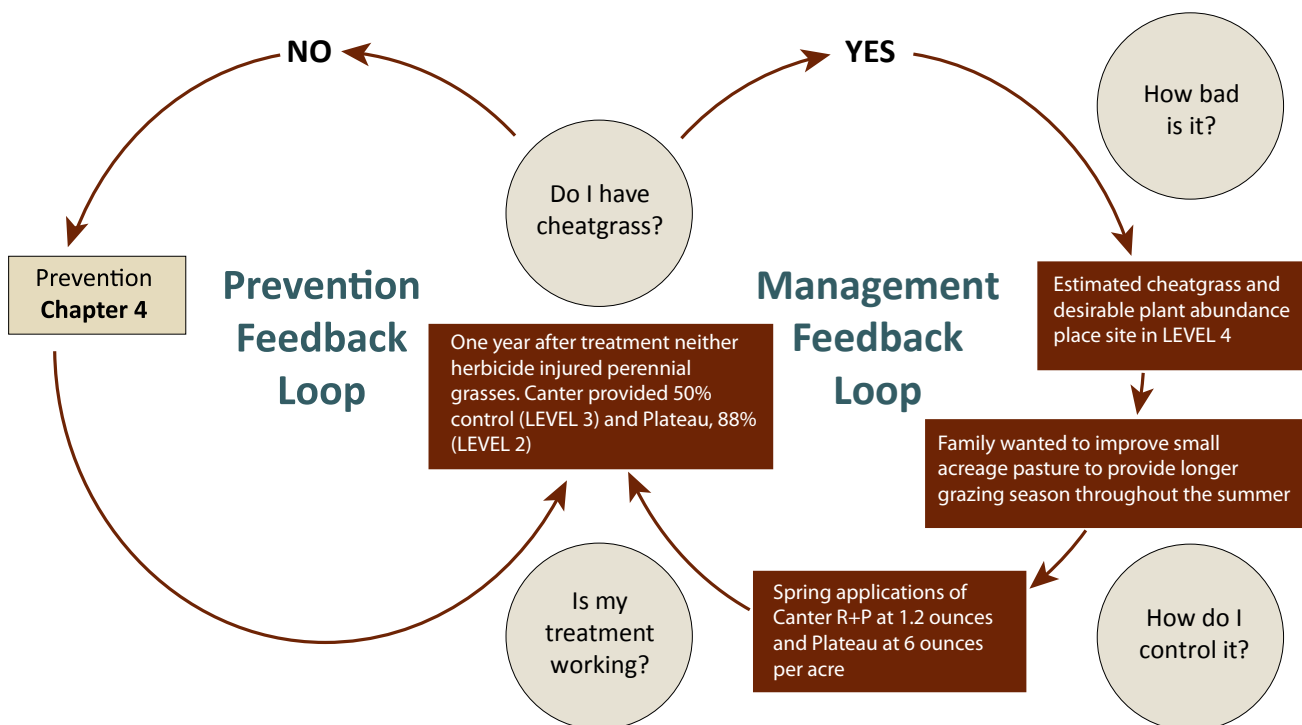 NO
YES
How bad
is it?
Do I have
cheatgrass?
Prevention
Chapter 4
Prevention
Feedback
Loop
Management
Feedback
Loop
Estimated cheatgrass and
desirable plant abundance
place site in LEVEL 4
One year after treatment neither
herbicide injured perennial
grasses. Canter provided 50%
control (LEVEL 3) and Plateau, 88%
(LEVEL 2)
Family wanted to improve small
acreage pasture to provide longer
grazing season throughout the summer
Is my
treatment
working?
Spring applications of
Canter R+P at 1.2 ounces
and Plateau at 6 ounces
per acre
How do I
control it?